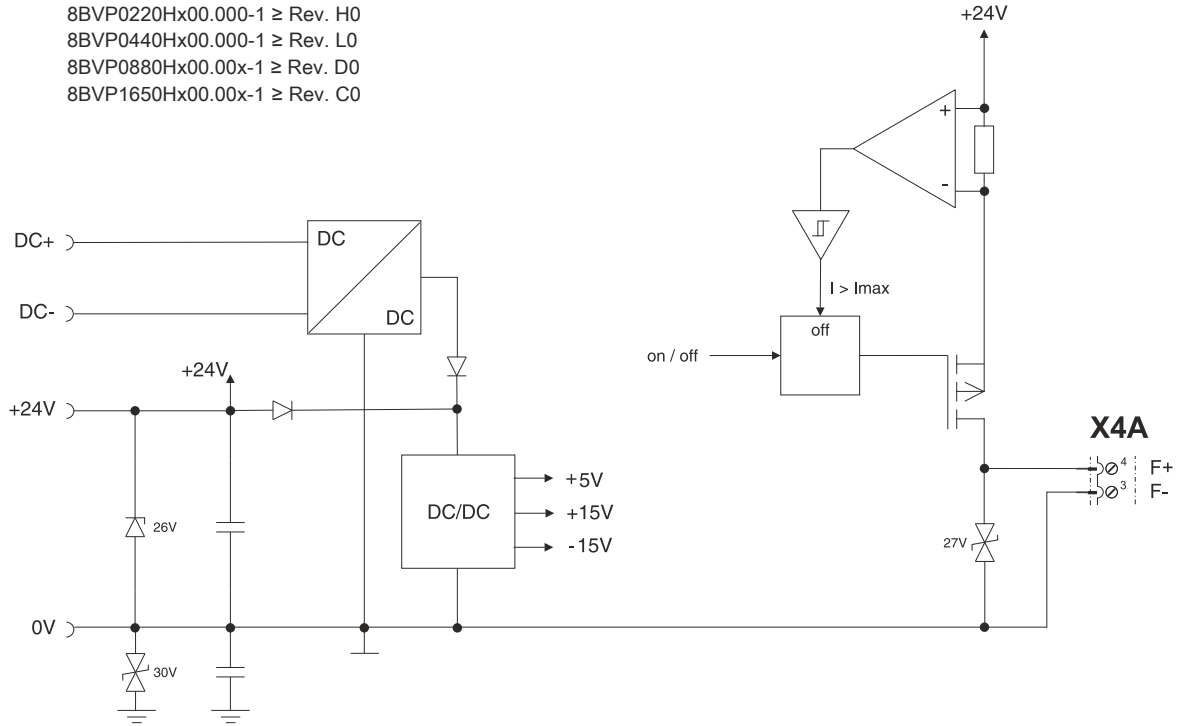 8BVP0220Hx00.000-1 ≥ Rev. H0
8BVP0440Hx00.000-1 ≥ Rev. L0
8BVP0880Hx00.00x-1 ≥ Rev. D0
8BVP1650Hx00.00x-1 ≥ Rev. C0
+24V
+
-
DC+
DC
DC-
DC
I > Imax
off
on / off
+24V
+24V
X4A
4 F+
3 F-
+5V
DC/DC
+15V
-15V
26V
27V
0V
30V